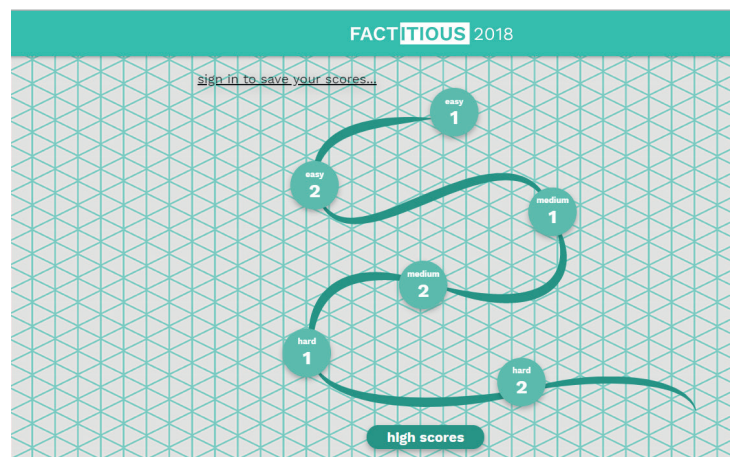 FACTITIOUS 2018
sign in to save your scores...
easy
1
easy
2
medium
1
medium
2
hard
1
hard
2
high scores